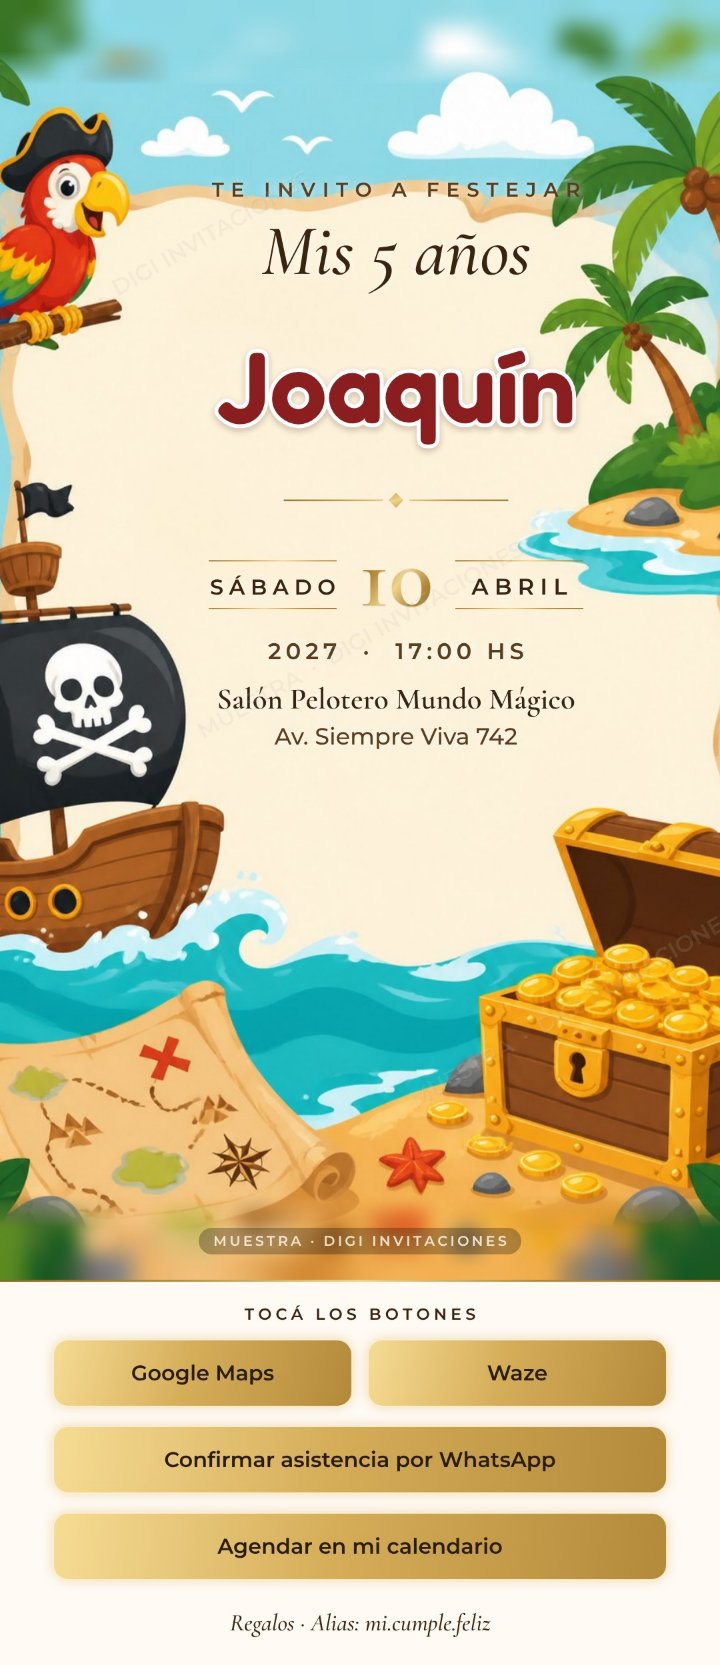 TE INVITO A FESTEJAR
Mis 5 años
Joaquín
SÁBADO 10 ABRIL
2027 · 17:00 HS
Salón Pelotero Mundo Mágico
Av. Siempre Viva 742
MUESTRA · DIGI INVITACIONES
TOCÁ LOS BOTONES
Google Maps
Waze
Confirmar asistencia por WhatsApp
Agendar en mi calendario
Regalos · Alias: mi.cumple.feliz